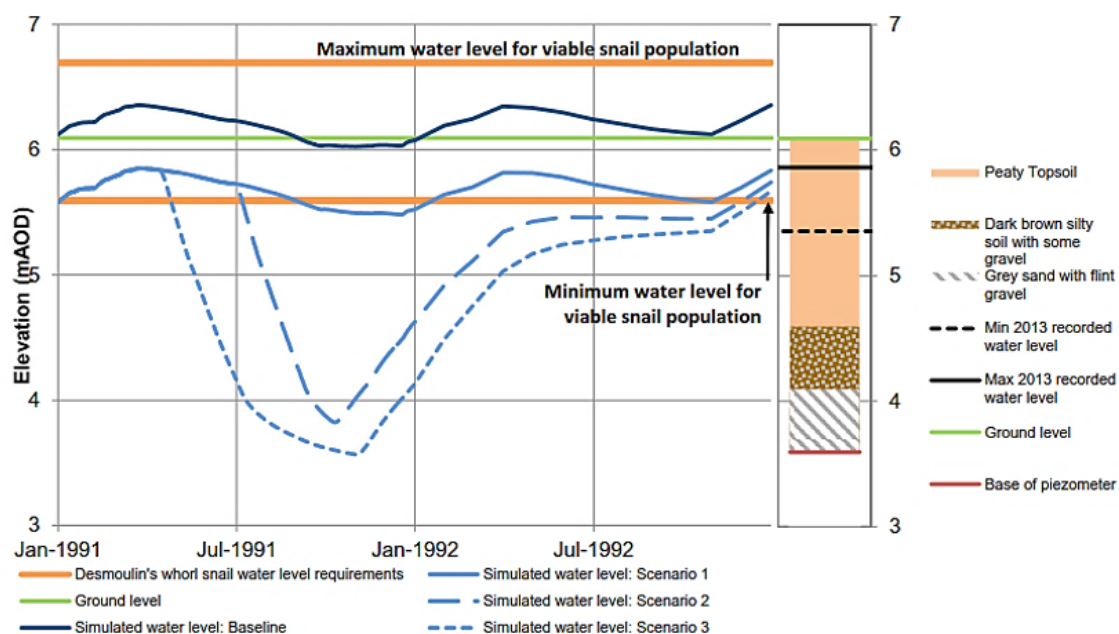 7
7
Maximum water level for viable snail population
6
6
Elevation (mAOD)
5
5
Minimum water level for
viable snail population
4
4
3
3
Jan-1991
Jul-1991
Jan-1992
Jul-1992
Peaty Topsoil
Dark brown silty
soil with some
gravel
Grey sand with flint
gravel
Min 2013 recorded
water level
Max 2013 recorded
water level
Ground level
Base of piezometer
Desmoulin's whorl snail water level requirements
Ground level
Simulated water level: Baseline
Simulated water level: Scenario 1
Simulated water level: Scenario 2
Simulated water level: Scenario 3